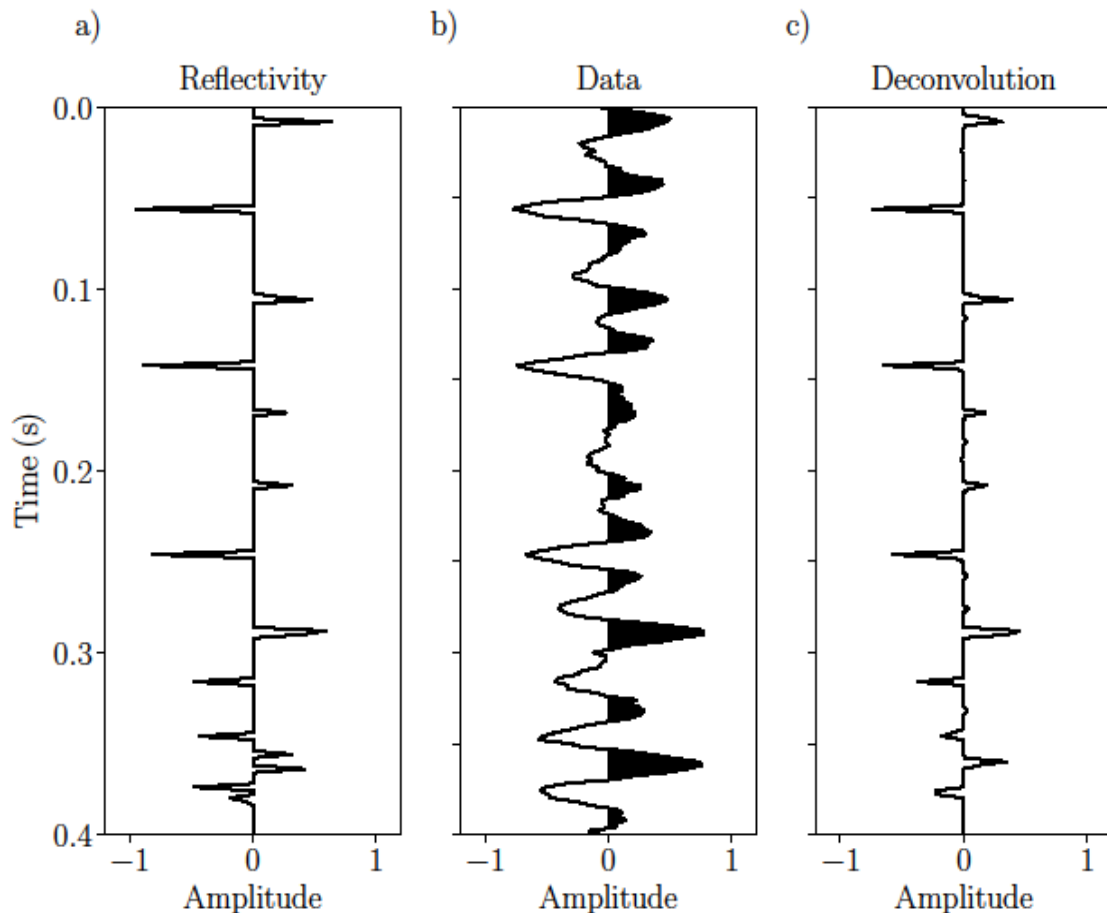 a)
b)
c)
Reflectivity
Data
Deconvolution
0.0
0.1
0.2
0.3
0.4
Time (s)
−1 0 1
−1 0 1
−1 0 1
Amplitude
Amplitude
Amplitude